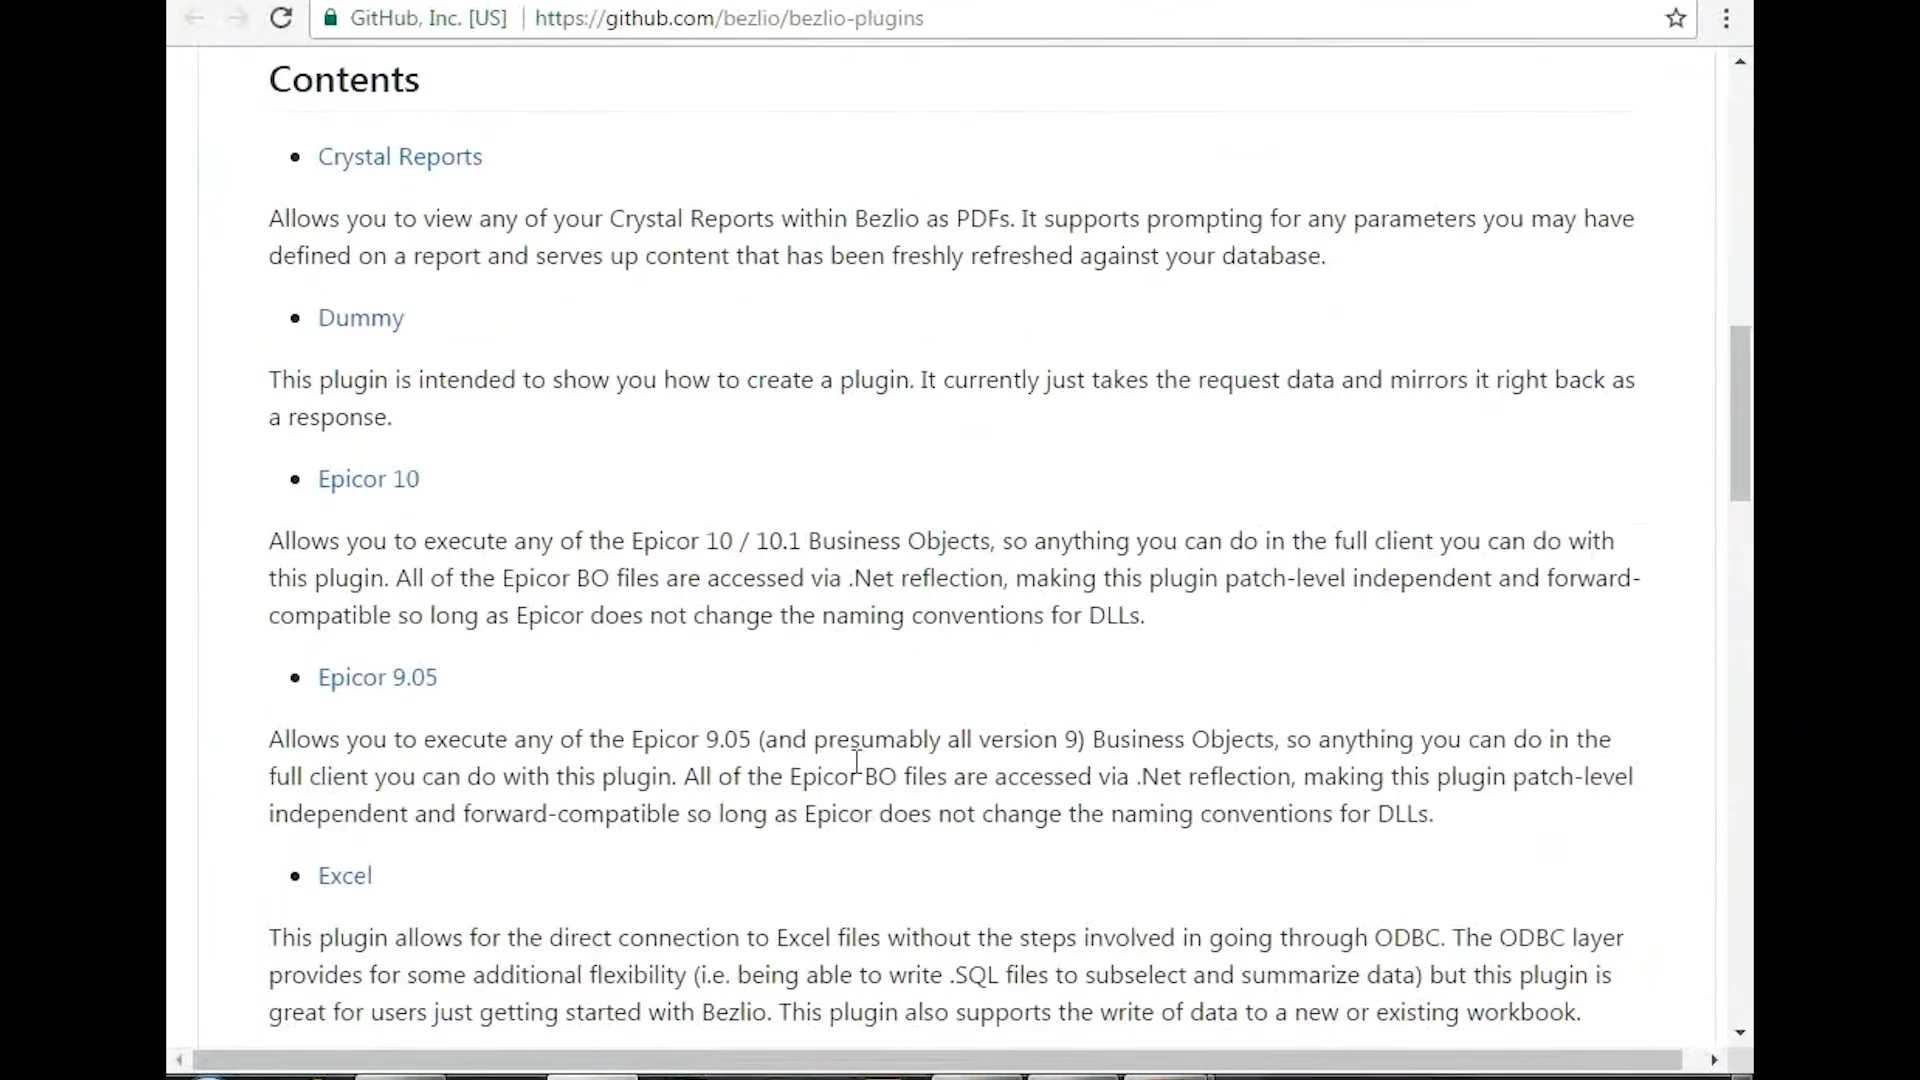 GitHub, Inc. [US] https://github.com/bezlio/bezlio-plugins
Contents
Crystal Reports
Allows you to view any of your Crystal Reports within Bezlio as PDFs. It supports prompting for any parameters you may have
defined on a report and serves up content that has been freshly refreshed against your database.
Dummy
This plugin is intended to show you how to create a plugin. It currently just takes the request data and mirrors it right back as
a response.
Epicor 10
Allows you to execute any of the Epicor 10 / 10.1 Business Objects, so anything you can do in the full client you can do with
this plugin. All of the Epicor BO files are accessed via .Net reflection, making this plugin patch-level independent and forward-
compatible so long as Epicor does not change the naming conventions for DLLs.
Epicor 9.05
Allows you to execute any of the Epicor 9.05 (and presumably all version 9) Business Objects, so anything you can do in the
full client you can do with this plugin. All of the Epicor BO files are accessed via .Net reflection, making this plugin patch-level
independent and forward-compatible so long as Epicor does not change the naming conventions for DLLs.
Excel
This plugin allows for the direct connection to Excel files without the steps involved in going through ODBC. The ODBC layer
provides for some additional flexibility (i.e. being able to write .SQL files to subselect and summarize data) but this plugin is
great for users just getting started with Bezlio. This plugin also supports the write of data to a new or existing workbook.